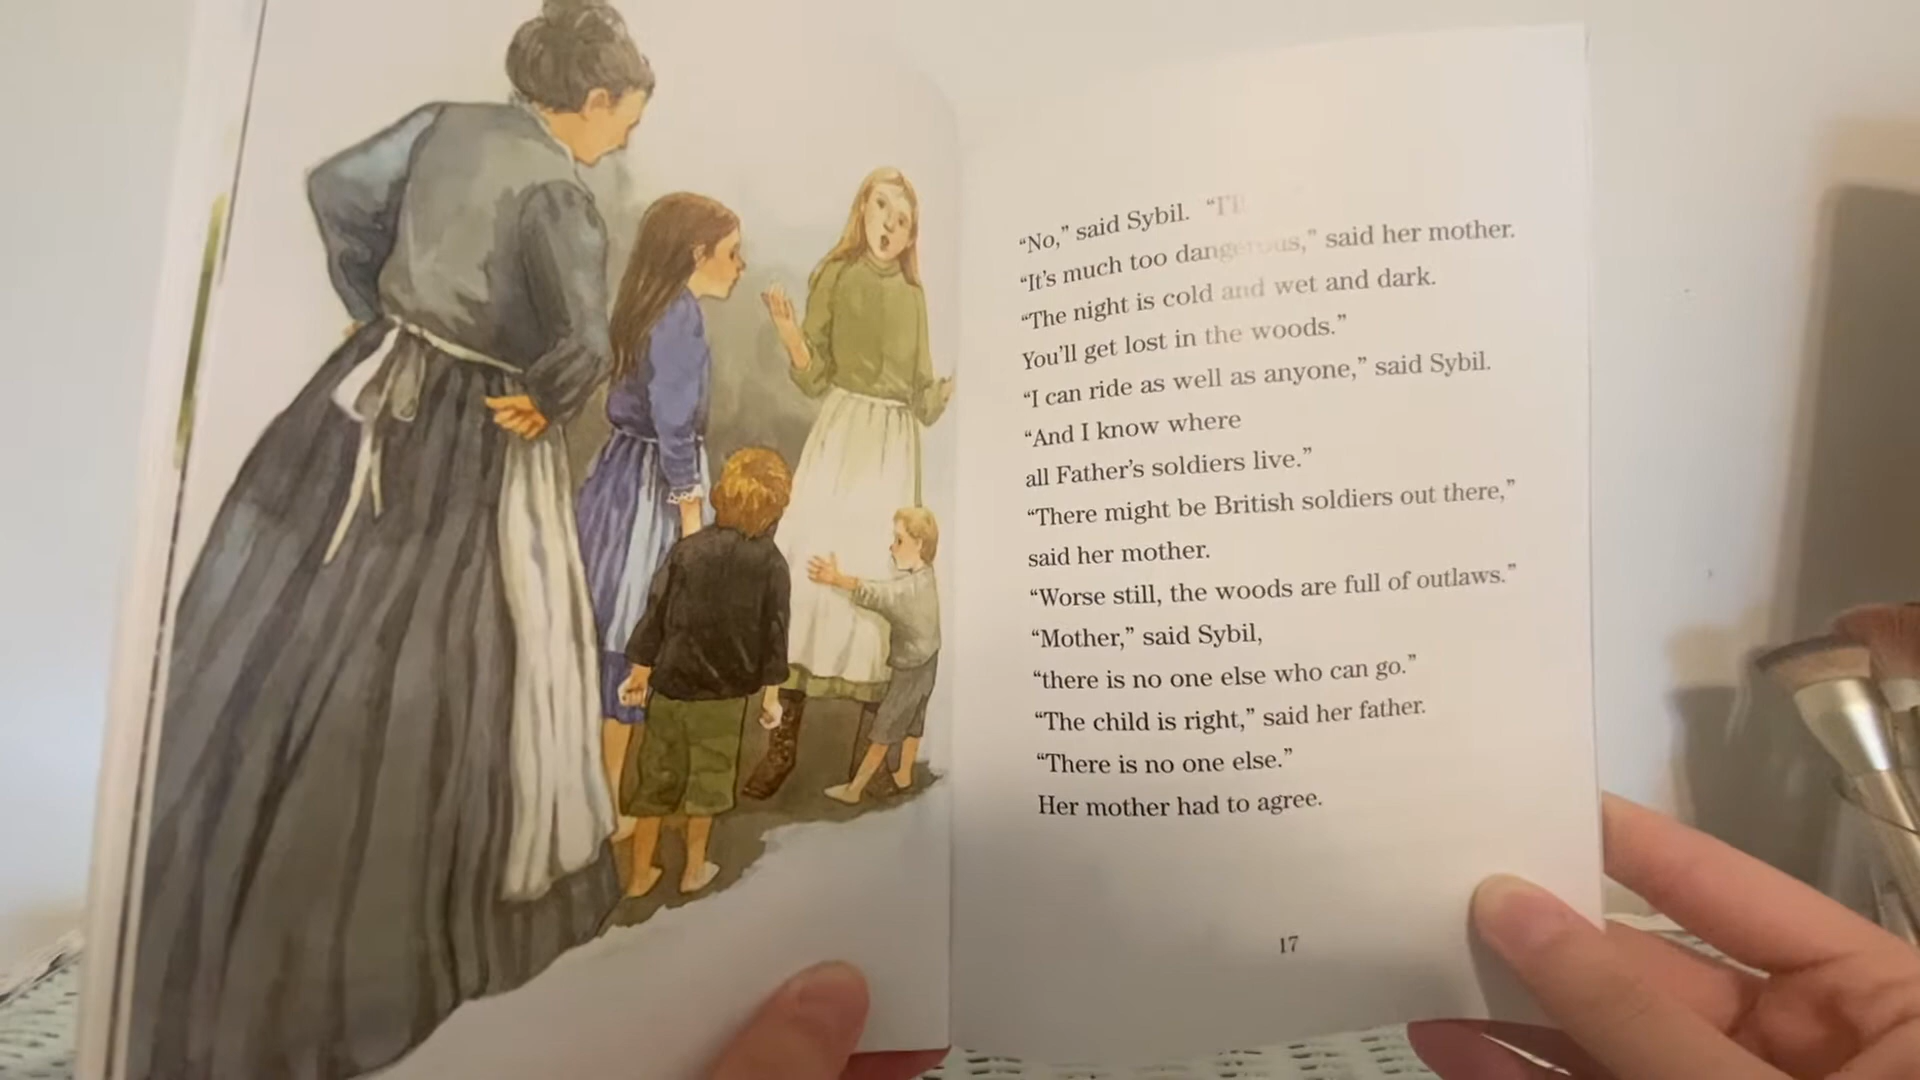 “No,” said Sybil. “I'll
“It's much too dangerous,” said her mother.
“The night is cold and wet and dark.
You'll get lost in the woods.”
“I can ride as well as anyone,” said Sybil.
“And I know where
all Father's soldiers live.”
“There might be British soldiers out there,”
said her mother.
“Worse still, the woods are full of outlaws.”
“Mother,” said Sybil,
“there is no one else who can go.”
“The child is right,” said her father.
“There is no one else.”
Her mother had to agree.
17